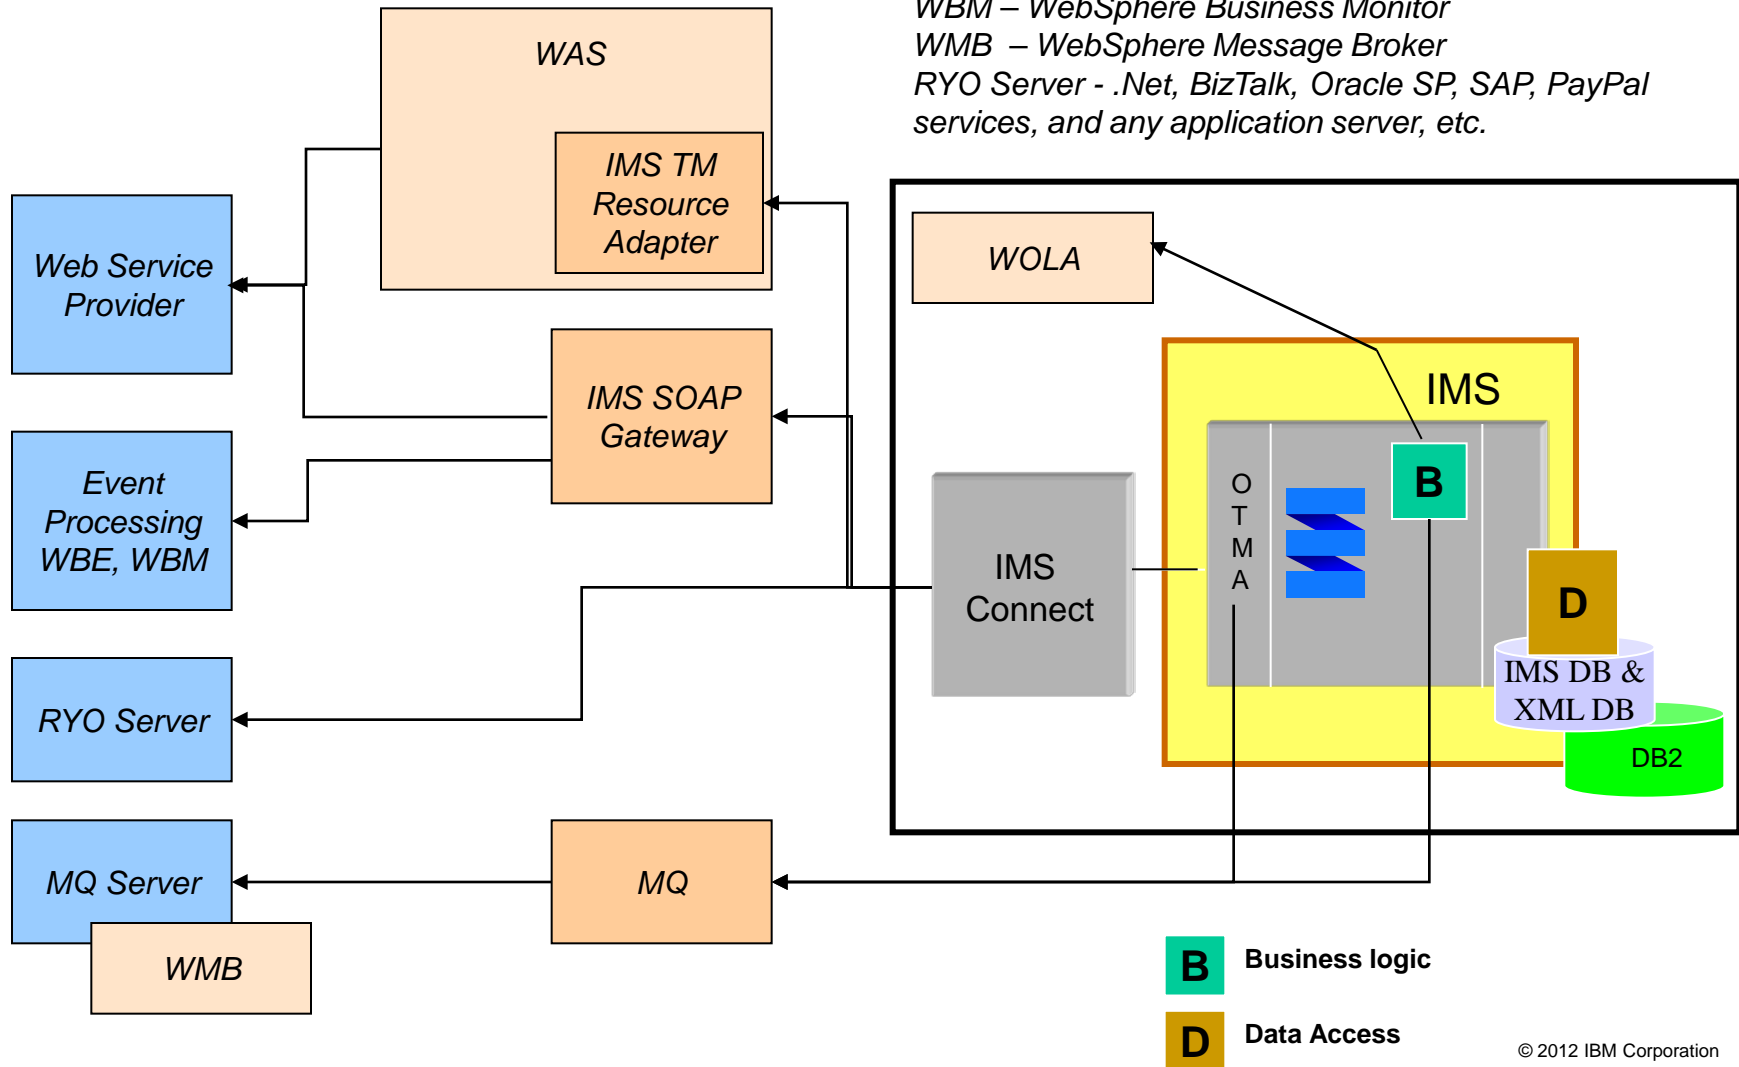 WBM – WebSphere Business Monitor
WMB – WebSphere Message Broker
RYO Server - .Net, BizTalk, Oracle SP, SAP, PayPal
services, and any application server, etc.
WAS
IMS TM
Resource
Adapter
Web Service
Provider
WOLA
IMS SOAP
Gateway
IMS
Event
Processing
WBE, WBM
O
T
M
A
B
IMS
Connect
D
IMS DB &
XML DB
DB2
RYO Server
MQ Server
MQ
WMB
B Business logic
D Data Access
© 2012 IBM Corporation